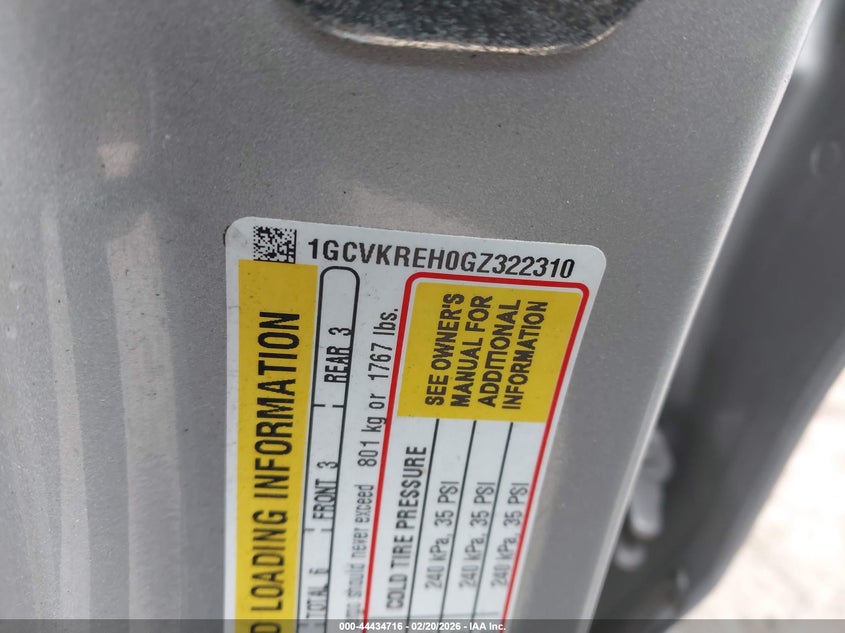 1GCVKREH0GZ322310
LOADING INFORMATION
TOTAL 6 FRONT 3 REAR 3
should never exceed 801 kg or 1767 lbs.
COLD TIRE PRESSURE
240 kPa, 35 PSI
240 kPa, 35 PSI
240 kPa, 35 PSI
SEE OWNER'S
MANUAL FOR
ADDITIONAL
INFORMATION
000-44434716 | 02/20/2026 – IAA Inc.